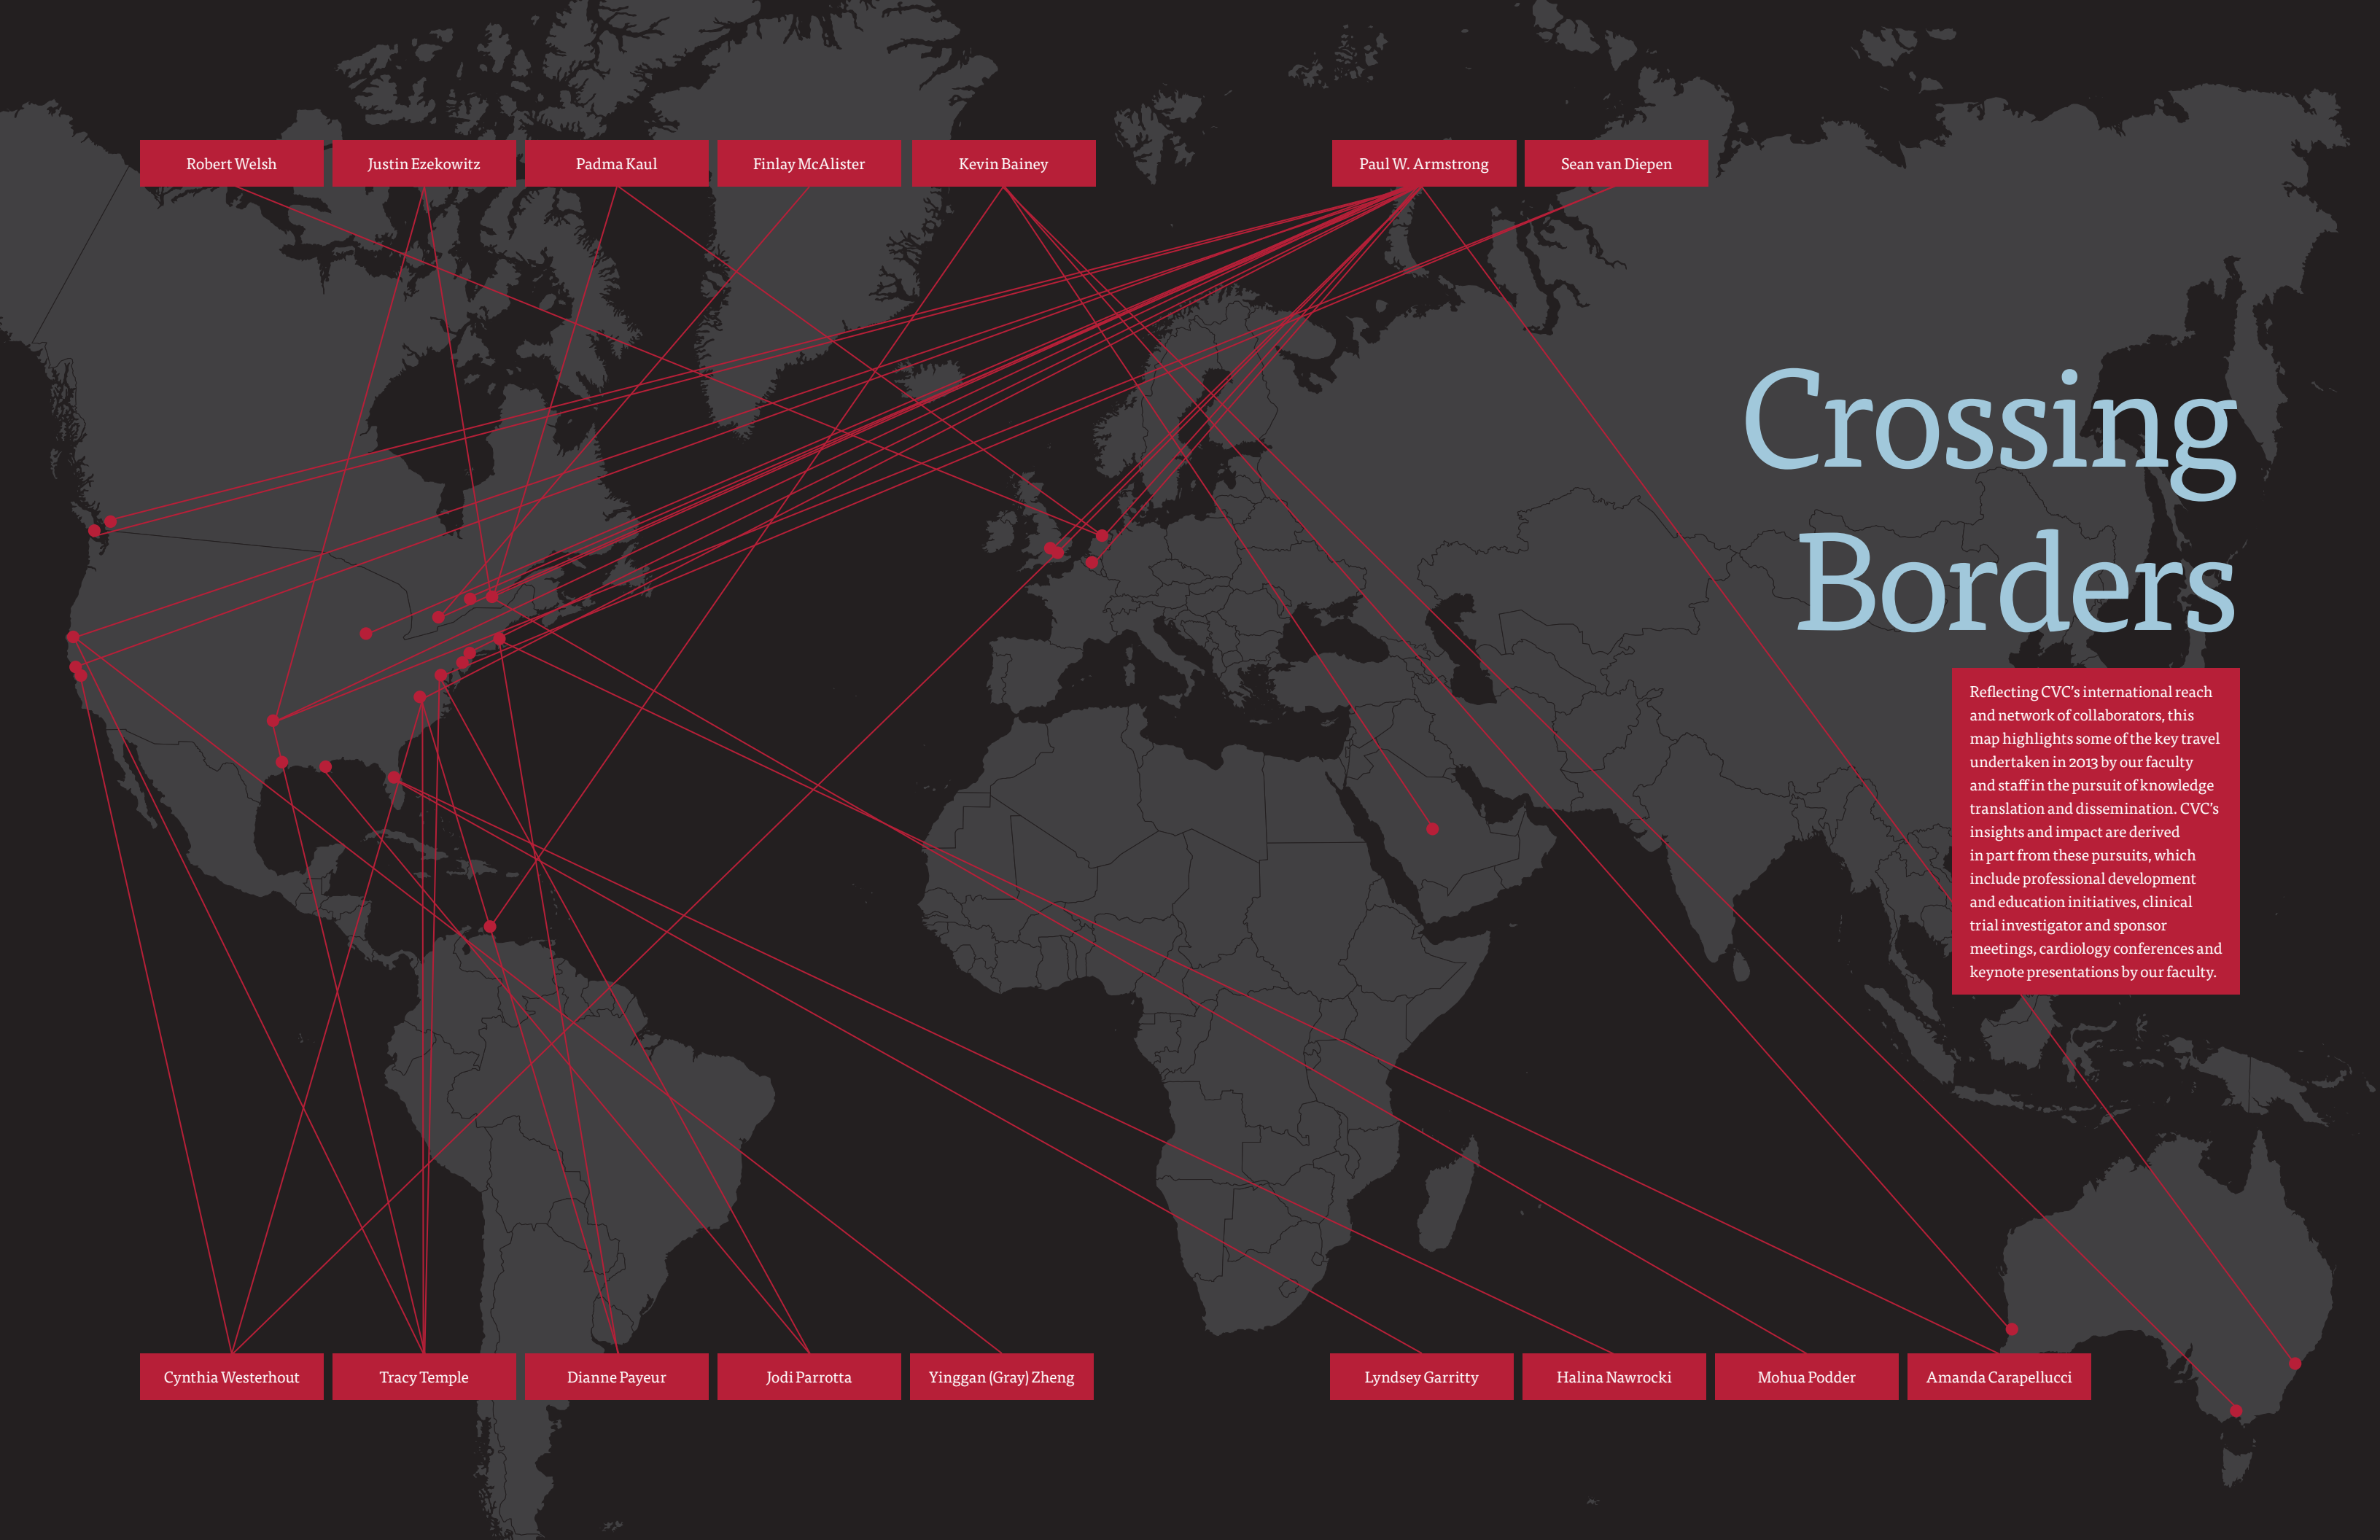 Robert Welsh
Justin Ezekowitz
Padma Kaul
Finlay McAlister
Kevin Bainey
Paul W. Armstrong
Sean van Diepen
Crossing
Borders
Reflecting CVC's international reach
and network of collaborators, this
map highlights some of the key travel
undertaken in 2013 by our faculty
and staff in the pursuit of knowledge
translation and dissemination. CVC's
insights and impact are derived
in part from these pursuits, which
include professional development
and education initiatives, clinical
trial investigator and sponsor
meetings, cardiology conferences and
keynote presentations by our faculty.
Cynthia Westerhout
Tracy Temple
Dianne Payeur
Jodi Parrotta
Yinggan (Gray) Zheng
Lyndsey Garritty
Halina Nawrocki
Mohua Podder
Amanda Carapellucci